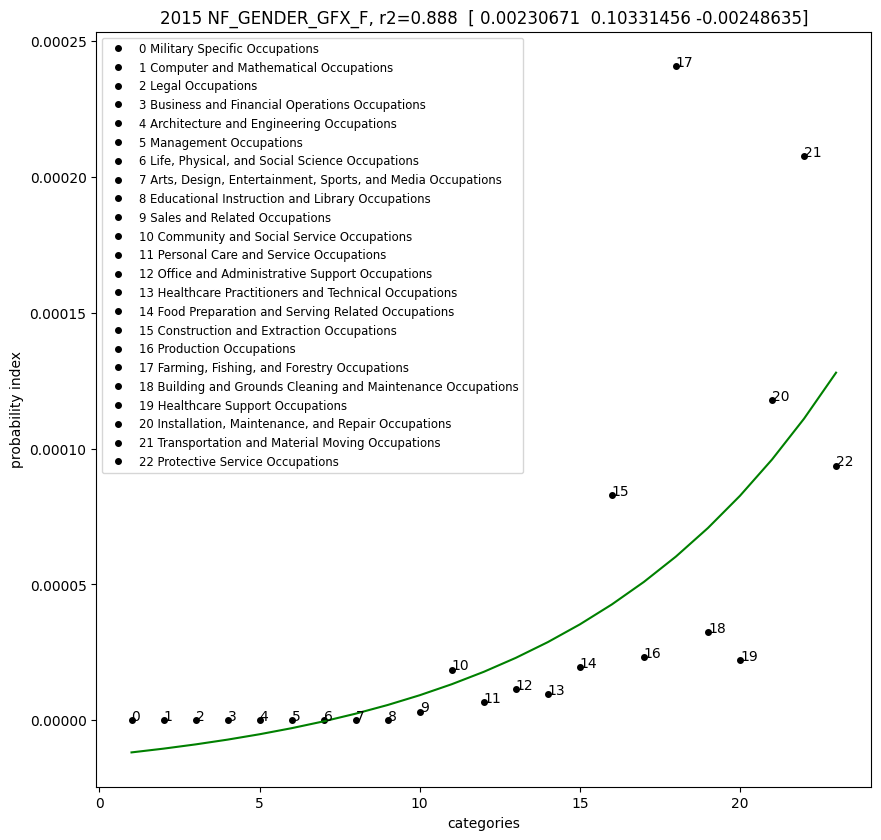 2015 NF_GENDER_GFX_F, r2=0.888 [ 0.00230671 0.10331456 -0.00248635]
0.00025
0.00020
0.00015
0.00010
0.00005
0.00000
probability index
0 Military Specific Occupations
1 Computer and Mathematical Occupations
2 Legal Occupations
3 Business and Financial Operations Occupations
4 Architecture and Engineering Occupations
5 Management Occupations
6 Life, Physical, and Social Science Occupations
7 Arts, Design, Entertainment, Sports, and Media Occupations
8 Educational Instruction and Library Occupations
9 Sales and Related Occupations
10 Community and Social Service Occupations
11 Personal Care and Service Occupations
12 Office and Administrative Support Occupations
13 Healthcare Practitioners and Technical Occupations
14 Food Preparation and Serving Related Occupations
15 Construction and Extraction Occupations
16 Production Occupations
17 Farming, Fishing, and Forestry Occupations
18 Building and Grounds Cleaning and Maintenance Occupations
19 Healthcare Support Occupations
20 Installation, Maintenance, and Repair Occupations
21 Transportation and Material Moving Occupations
22 Protective Service Occupations
0
1
2
3
4
5
6
7
8
9
10
11
12
13
14
15
16
17
18
19
20
21
22
0
5
10
15
20
categories